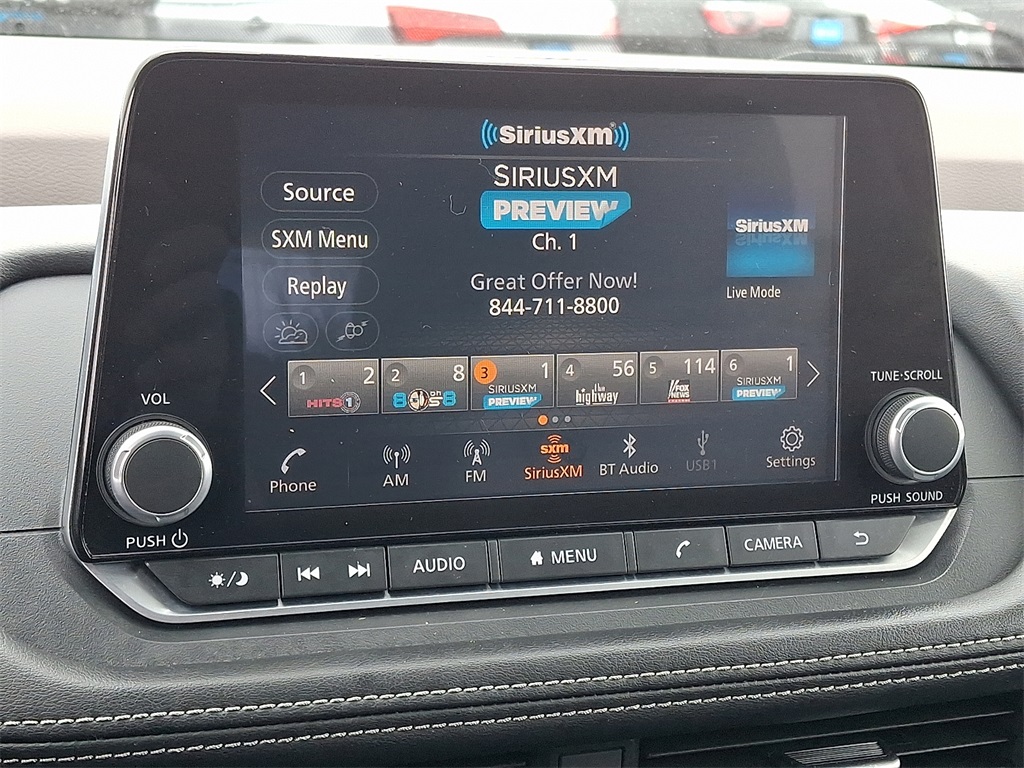 SiriusXM
SIRIUSXM
PREVIEW
Ch. 1
Great Offer Now!
844-711-8800
Source
SXM Menu
Replay
SiriusXM
Live Mode
1 2
HITS 1
2 8
80s on 8
3 1
SIRIUSXM
PREVIEW
4 56
the
highway
5 114
FOX
NEWS
6 1
SIRIUSXM
PREVIEW
Phone
AM
FM
sxm
SiriusXM
BT Audio
USB1
Settings
VOL
PUSH
TUNE·SCROLL
PUSH SOUND
AUDIO
MENU
CAMERA